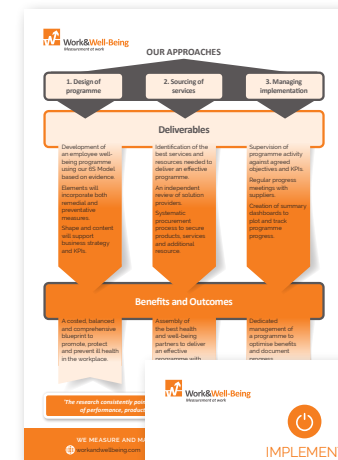 Work&Well-Being
Measurement at work
OUR APPROACHES
1. Design of
programme
2. Sourcing of
services
3. Managing
implementation
Deliverables
Development of
an employee well-
being programme
using our 6S Model
based on evidence.
Elements will
incorporate both
remedial and
preventative
measures.
Shape and content
will support
business strategy
and KPIs.
Identification of the
best services and
resources needed to
deliver an effective
programme.
An independent
review of solution
providers.
Systematic
procurement
process to secure
products, services
and additional
resource.
Supervision of
programme activity
against agreed
objectives and KPIs.
Regular progress
meetings with
suppliers.
Creation of summary
dashboards to
plot and track
programme
progress.
Benefits and Outcomes
A costed, balanced
and comprehensive
blueprint to
promote, protect
and prevent ill health
in the workplace.
Assembly of
the best health
and well-being
partners to deliver
an effective
programme with
Dedicated
management of
a programme to
optimise benefits
and document
progress
"The research consistently
of performance, product
WE MEASURE AND MA
workandwellbeing.com
Work&Well-Being
Measurement at work
IMPLEMEN